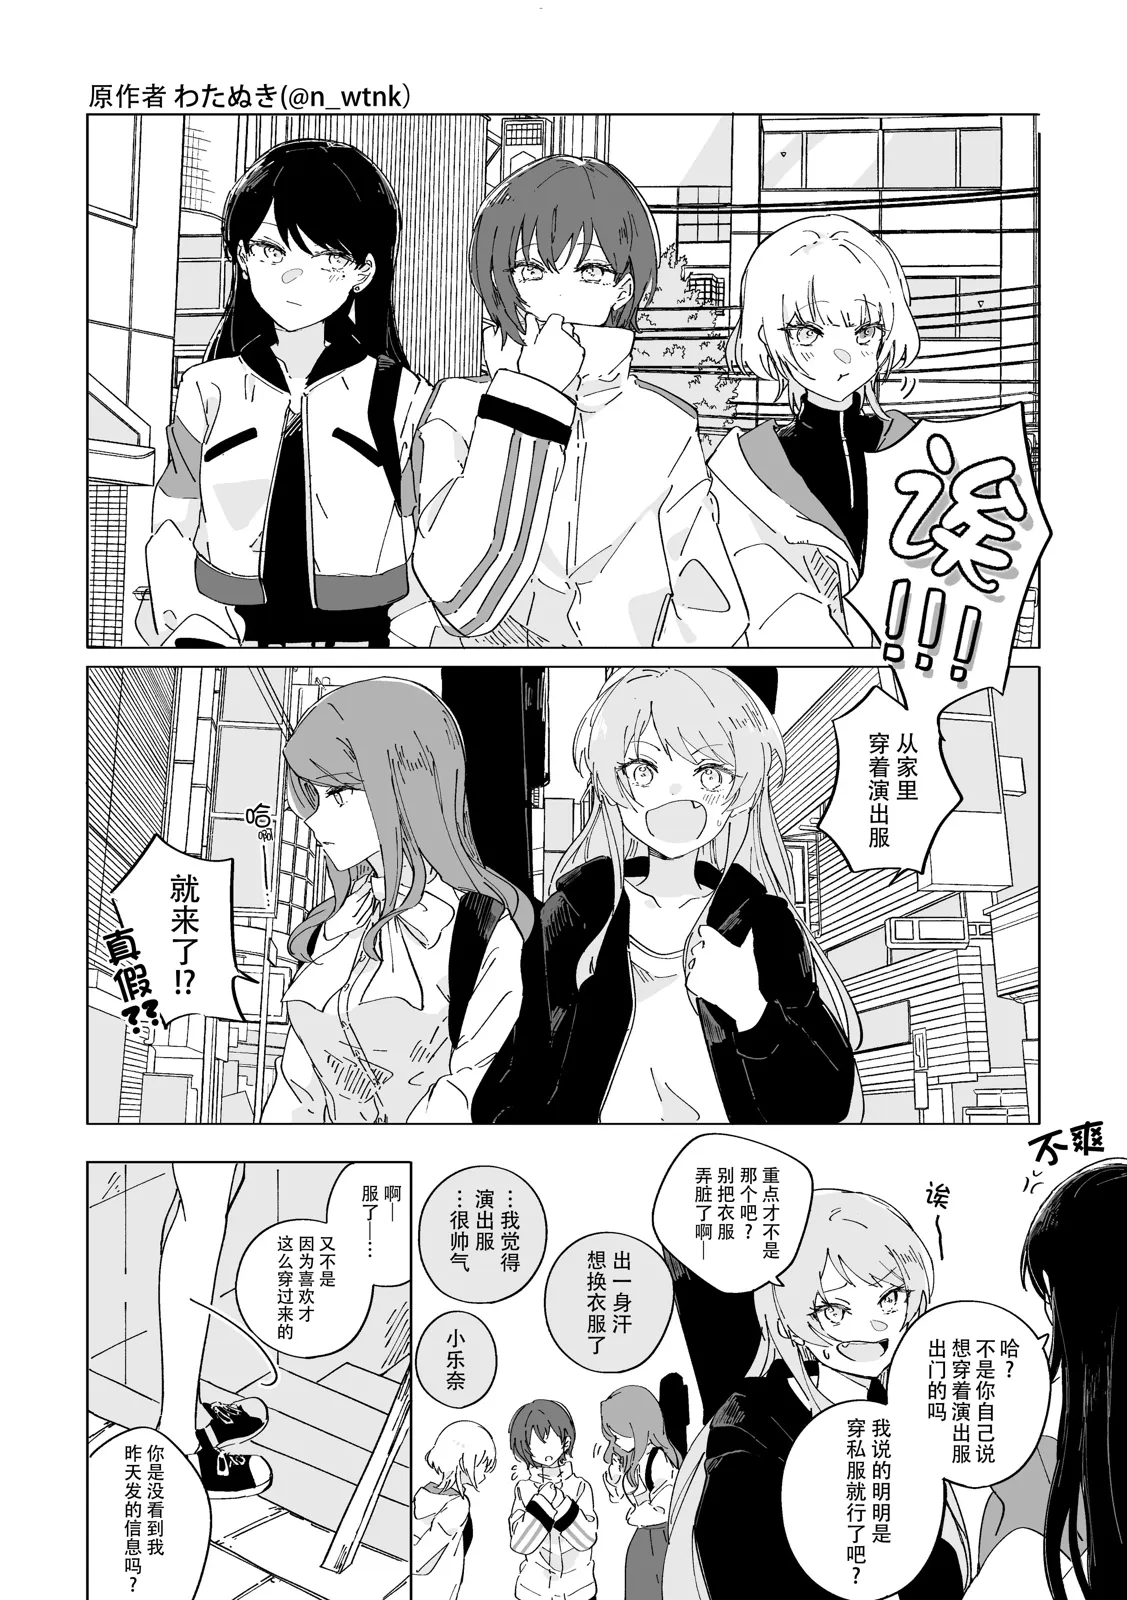 原作者 わたぬき(@n_wtnk)
诶!!!
从家里
穿着演出服
就来了!?
哈
啊
……
真假??
不爽
诶～
哈?
不是你自己说
想穿着演出服
出门的吗
我说的明明是
穿私服就行了吧?
重点才不是
那个吧?
别把衣服
弄脏了啊—
出一身汗
想换衣服了
…我觉得
演出服
…很帅气
小乐奈
啊—
服了—…
又不是
因为喜欢才
这么穿过来的
你是没看到我
昨天发的信息吗?